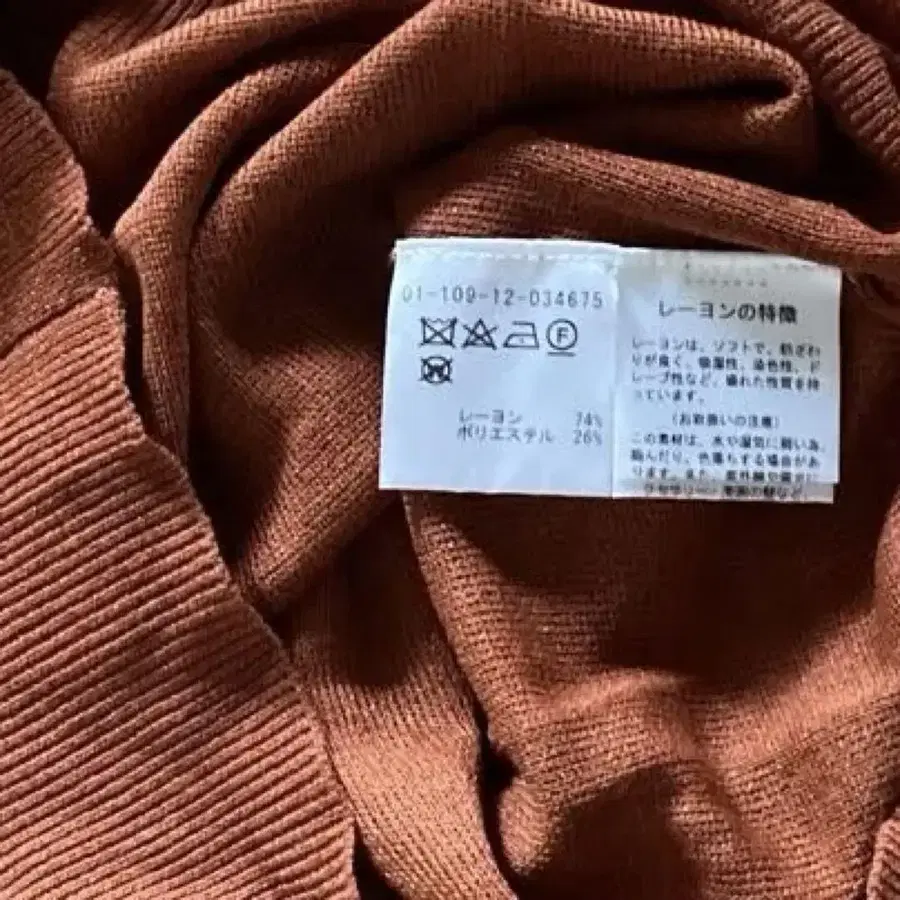 01-109-12-034675
F
W
レーヨン 74%
ポリエステル 26%
レーヨンの特徴
レーヨンは、ソフトで、肌ざわ
りが良く、吸湿性、染色性、ド
レープ性など、優れた性質を持
っています。
(お取扱いの注意)
この素材は、水や湿気に弱い為
縮んだり、色落ちする場合があ
ります。また、